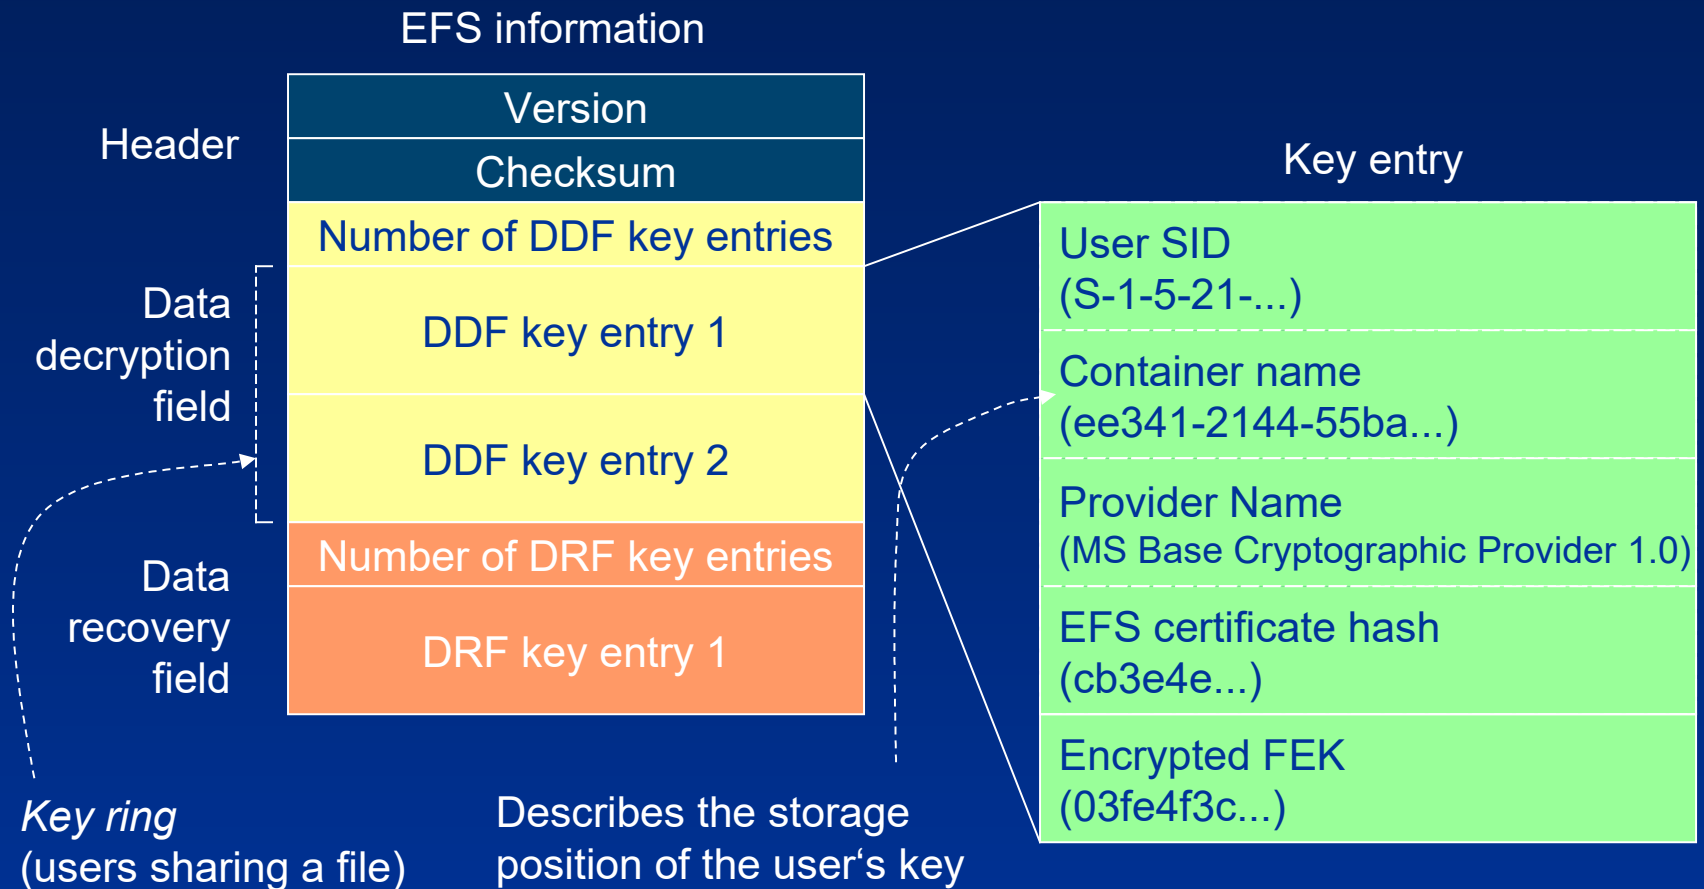 EFS information
Header
Version
Checksum
Number of DDF key entries
Data
decryption
field
DDF key entry 1
DDF key entry 2
Number of DRF key entries
Data
recovery
field
DRF key entry 1
Key entry
User SID
(S-1-5-21-...)
Container name
(ee341-2144-55ba...)
Provider Name
(MS Base Cryptographic Provider 1.0)
EFS certificate hash
(cb3e4e...)
Encrypted FEK
(03fe4f3c...)
Key ring
(users sharing a file)
Describes the storage
position of the user‘s key